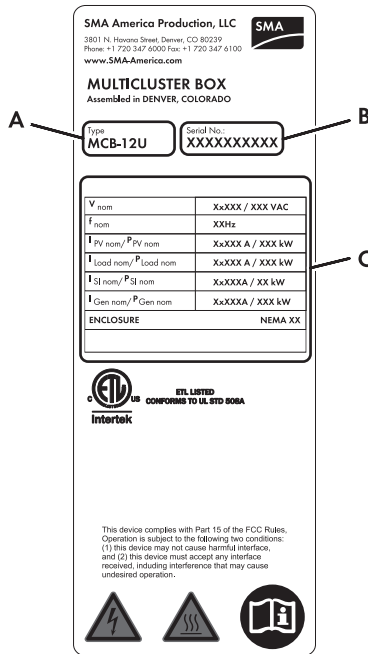 SMA America Production, LLC
3801 N. Havana Street, Denver, CO 80239
Phone: +1 720 347 6000 Fax: +1 720 347 6100
www.SMA-America.com
SMA
MULTICLUSTER BOX
Assembled in DENVER, COLORADO
A
Type
MCB-12U
Serial No.:
XXXXXXXXXX
B
V nom XxXXX / XXX VAC
f nom XXHz
I PV nom/ P PV nom XxXXX A / XXX kW
I Load nom/ P Load nom XxXXX A / XXX kW
I SI nom/ P SI nom XxXXXA / XX kW
I Gen nom/ P Gen nom XxXXXA / XXX kW
ENCLOSURE NEMA XX
C
ETL
C US
Intertek
ETL LISTED
CONFORMS TO UL STD 508A
This device complies with Part 15 of the FCC Rules,
Operation is subject to the following two conditions:
(1) this device may not cause harmful interface,
and (2) this device must accept any interface
received, including interference that may cause
undesired operation.